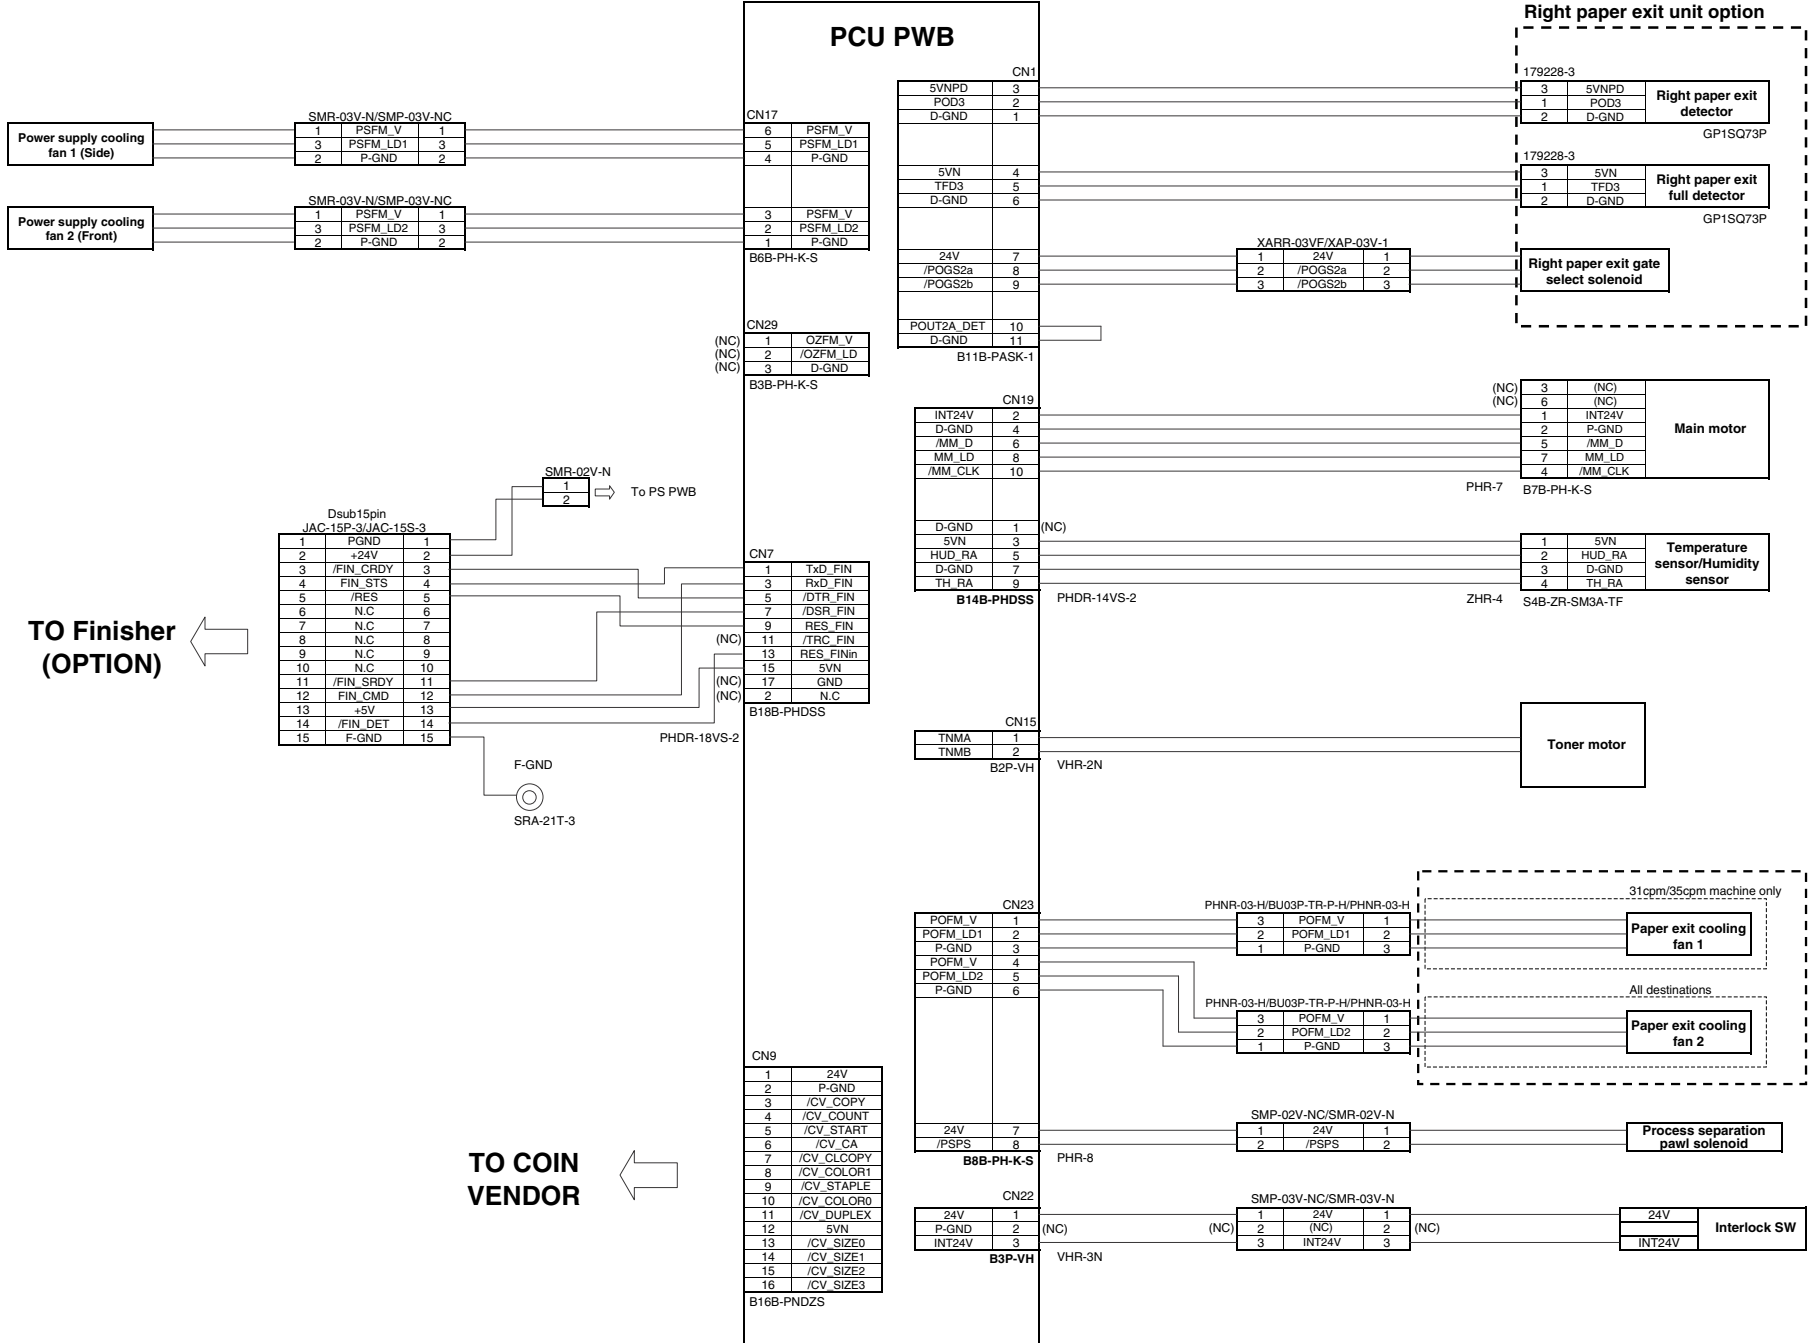 Right paper exit unit option
PCU PWB
CN1
5VNPD 3
POD3 2
D-GND 1
5VN 4
TFD3 5
D-GND 6
24V 7
/POGS2a 8
/POGS2b 9
POUT2A_DET 10
D-GND 11
B11B-PASK-1
179228-3
3 5VNPD
1 POD3
2 D-GND
Right paper exit
detector
GP1SQ73P
179228-3
3 5VN
1 TFD3
2 D-GND
Right paper exit
full detector
GP1SQ73P
XARR-03VF/XAP-03V-1
1 24V 1
2 /POGS2a 2
3 /POGS2b 3
Right paper exit gate
select solenoid
Power supply cooling
fan 1 (Side)
SMR-03V-N/SMP-03V-NC
1 PSFM_V 1
3 PSFM_LD1 3
2 P-GND 2
Power supply cooling
fan 2 (Front)
SMR-03V-N/SMP-03V-NC
1 PSFM_V 1
3 PSFM_LD2 3
2 P-GND 2
CN17
6 PSFM_V
5 PSFM_LD1
4 P-GND
3 PSFM_V
2 PSFM_LD2
1 P-GND
B6B-PH-K-S
CN29
(NC) 1 OZFM_V
(NC) 2 /OZFM_LD
(NC) 3 D-GND
B3B-PH-K-S
CN19
INT24V 2
D-GND 4
/MM_D 6
MM_LD 8
/MM_CLK 10
D-GND 1 (NC)
5VN 3
HUD_RA 5
D-GND 7
TH_RA 9
B14B-PHDSS
PHDR-14VS-2
(NC) 3 (NC)
(NC) 6 (NC)
1 INT24V
2 P-GND
5 /MM_D
7 MM_LD
4 /MM_CLK
Main motor
PHR-7
B7B-PH-K-S
1 5VN
2 HUD_RA
3 D-GND
4 TH_RA
Temperature
sensor/Humidity
sensor
ZHR-4
S4B-ZR-SM3A-TF
SMR-02V-N
1
2
To PS PWB
Dsub15pin
JAC-15P-3/JAC-15S-3
1 PGND 1
2 +24V 2
3 /FIN_CRDY 3
4 FIN_STS 4
5 /RES 5
6 N.C 6
7 N.C 7
8 N.C 8
9 N.C 9
10 N.C 10
11 /FIN_SRDY 11
12 FIN_CMD 12
13 +5V 13
14 /FIN_DET 14
15 F-GND 15
TO Finisher
(OPTION)
CN7
1 TxD_FIN
3 RxD_FIN
5 /DTR_FIN
7 /DSR_FIN
9 RES_FIN
(NC) 11 /TRC_FIN
13 RES_FINin
15 5VN
(NC) 17 GND
(NC) 2 N.C
B18B-PHDSS
PHDR-18VS-2
F-GND
SRA-21T-3
CN15
TNMA 1
TNMB 2
B2P-VH
VHR-2N
Toner motor
CN23
POFM_V 1
POFM_LD1 2
P-GND 3
POFM_V 4
POFM_LD2 5
P-GND 6
24V 7
/PSPS 8
B8B-PH-K-S
PHR-8
PHNR-03-H/BU03P-TR-P-H/PHNR-03-H
3 POFM_V 1
2 POFM_LD1 2
1 P-GND 3
31cpm/35cpm machine only
Paper exit cooling
fan 1
PHNR-03-H/BU03P-TR-P-H/PHNR-03-H
3 POFM_V 1
2 POFM_LD2 2
1 P-GND 3
All destinations
Paper exit cooling
fan 2
SMP-02V-NC/SMR-02V-N
1 24V 1
2 /PSPS 2
Process separation
pawl solenoid
CN9
1 24V
2 P-GND
3 /CV_COPY
4 /CV_COUNT
5 /CV_START
6 /CV_CA
7 /CV_CLCOPY
8 /CV_COLOR1
9 /CV_STAPLE
10 /CV_COLOR0
11 /CV_DUPLEX
12 5VN
13 /CV_SIZE0
14 /CV_SIZE1
15 /CV_SIZE2
16 /CV_SIZE3
B16B-PNDZS
TO COIN
VENDOR
CN22
24V 1
P-GND 2 (NC)
INT24V 3
B3P-VH
VHR-3N
SMP-03V-NC/SMR-03V-N
1 24V 1
(NC) 2 (NC) 2 (NC)
3 INT24V 3
24V
INT24V
Interlock SW